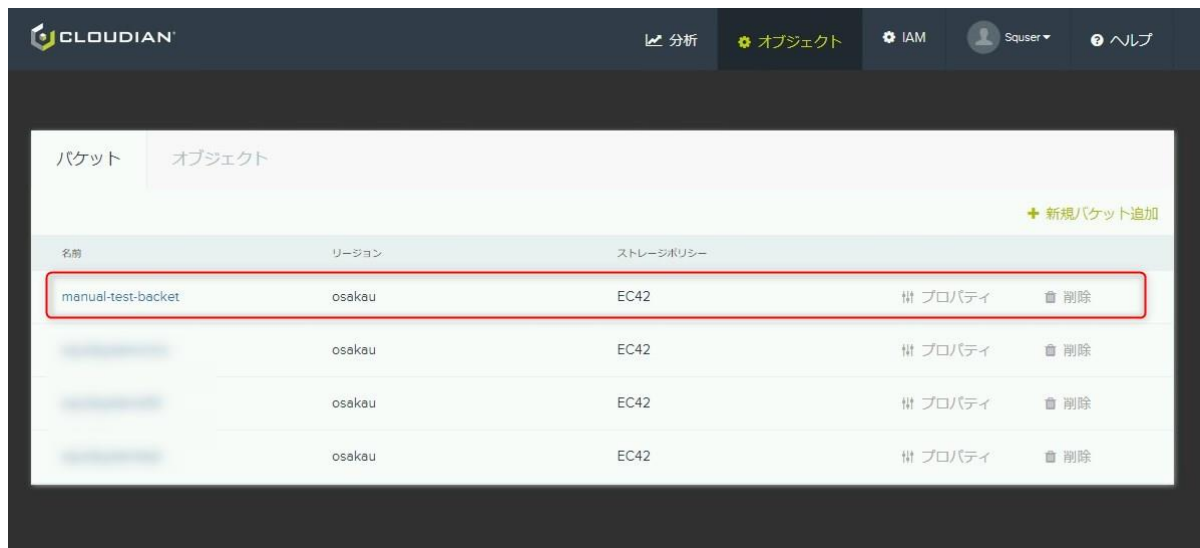 CLOUDIAN 分析 オブジェクト IAM Squser ヘルプ
バケット オブジェクト
新規バケット追加
名前 リージョン ストレージポリシー
manual-test-backet osakau EC42 プロパティ 削除
osakau EC42 プロパティ 削除
osakau EC42 プロパティ 削除
osakau EC42 プロパティ 削除